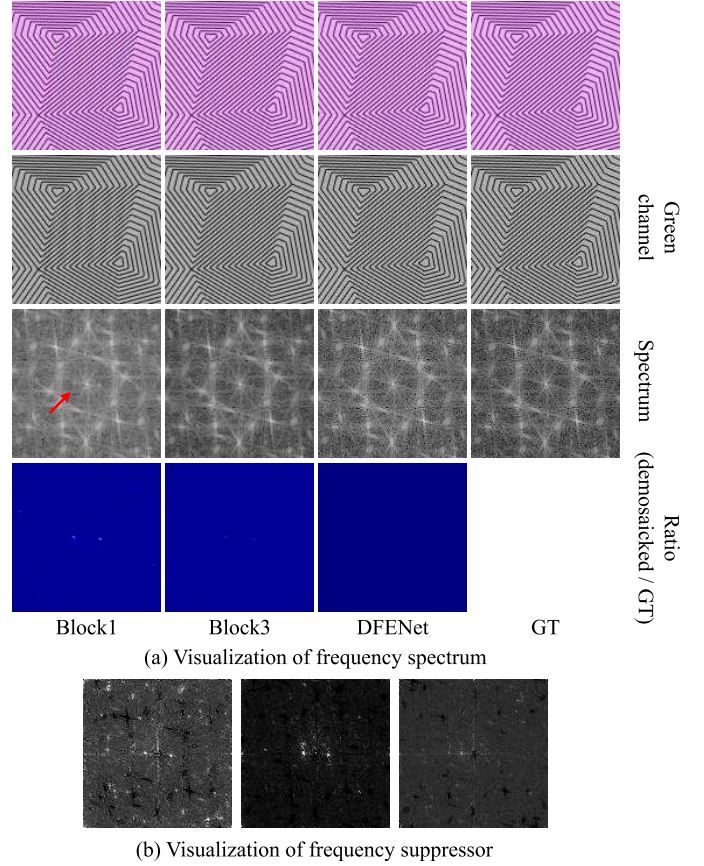 Green
channel
Spectrum
Ratio
(demosaicked / GT)
Block1 Block3 DFENet GT
(a) Visualization of frequency spectrum
(b) Visualization of frequency suppressor